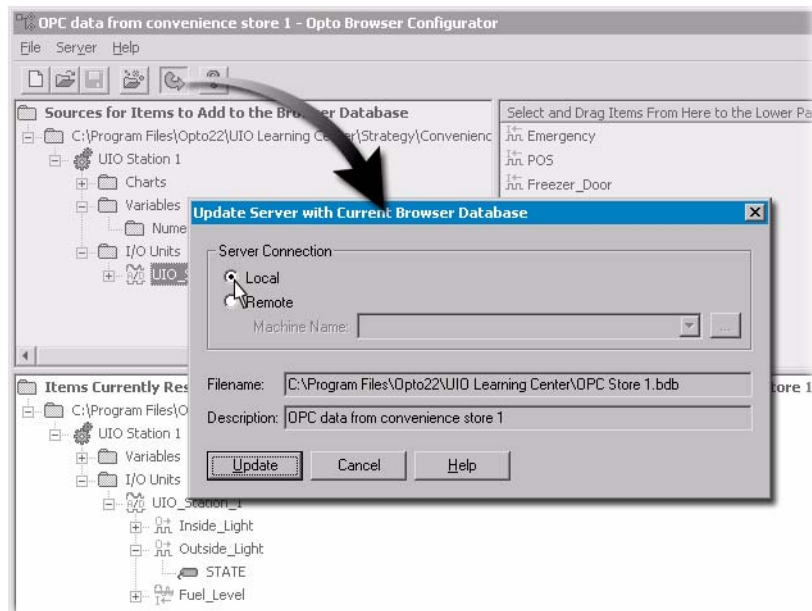 OPC data from convenience store 1 - Opto Browser Configurator
File Server Help
Sources for Items to Add to the Browser Database
Select and Drag Items From Here to the Lower Pa
C:\Program Files\Opto22\UIO Learning Center\Strategy\Convenienc
Emergency
UIO Station 1
POS
Charts
Freezer_Door
Variables
Nume
I/O Units
UIO_S
Update Server with Current Browser Database
Server Connection
Local
Remote
Machine Name:
...
Filename: C:\Program Files\Opto22\UIO Learning Center\OPC Store 1.bdb
Description: OPC data from convenience store 1
Update Cancel Help
Items Currently Res
tore 1
C:\Program Files\O
UIO Station 1
Variables
I/O Units
UIO_Station_1
Inside_Light
Outside_Light
STATE
Fuel_Level